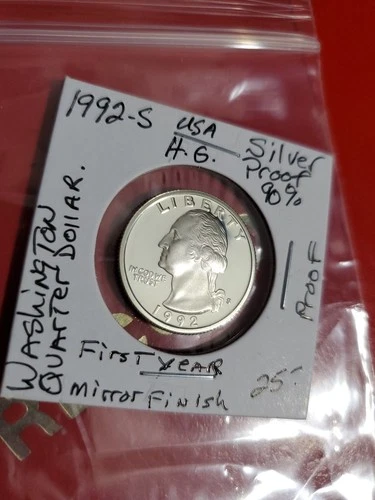 1992-S
USA
H.G.
Silver
Proof
90%
LIBERTY
IN GOD WE
TRUST
1992
PROOF
WASHINGTON
QUARTER DOLLAR.
First YEAR
Mirror Finish
25